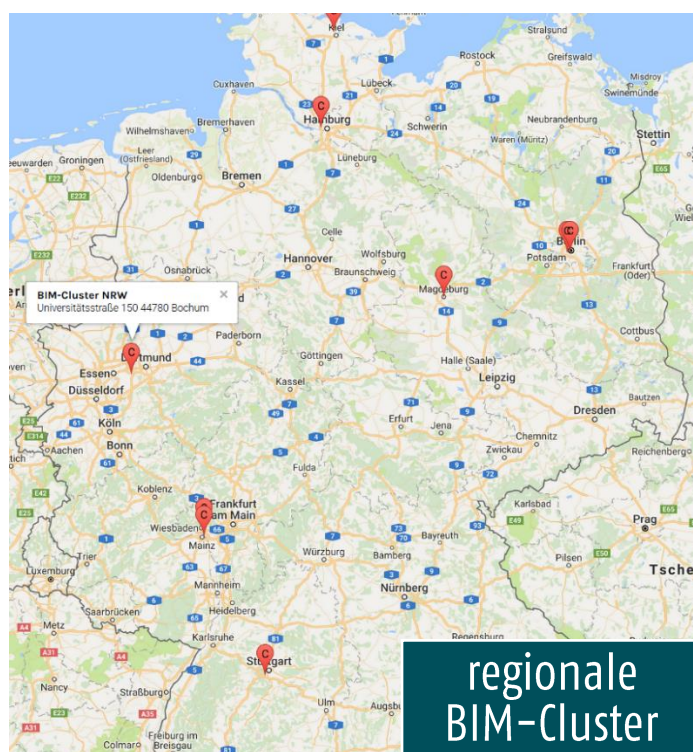 Kiel
Stralsund
Rostock
Greifswald
Cuxhaven
Lübeck
Misdroy
Swinemünde
Wilhelmshaven
Bremerhaven
Hamburg
Schwerin
Neubrandenburg
Stettin
Leer
(Ostfriesland)
Groningen
Waren (Müritz)
Oldenburg
Bremen
Lüneburg
Celle
Wolfsburg
Berlin
Hannover
Braunschweig
Potsdam
Frankfurt
(Oder)
Osnabrück
Magdeburg
BIM-Cluster NRW
Universitätsstraße 150 44780 Bochum
Paderborn
Cottbus
Dortmund
Essen
Göttingen
Halle (Saale)
Düsseldorf
Kassel
Leipzig
Bautzen
Köln
Dresden
Erfurt
Jena
Chemnitz
Bonn
Aachen
Reichenberg
Zwickau
Fulda
Koblenz
Karlsbad
Frankfurt
am Main
Wiesbaden
Mainz
Bayreuth
Prag
Würzburg
Bamberg
Trier
Pilsen
Luxemburg
Tsche
Mannheim
Nürnberg
Heidelberg
Saarbrücken
Metz
Regensburg
Karlsruhe
Stuttgart
Nancy
Straßburg
Ulm
Augsb
Freiburg im
Breisgau
Colmar
regionale
BIM-Cluster